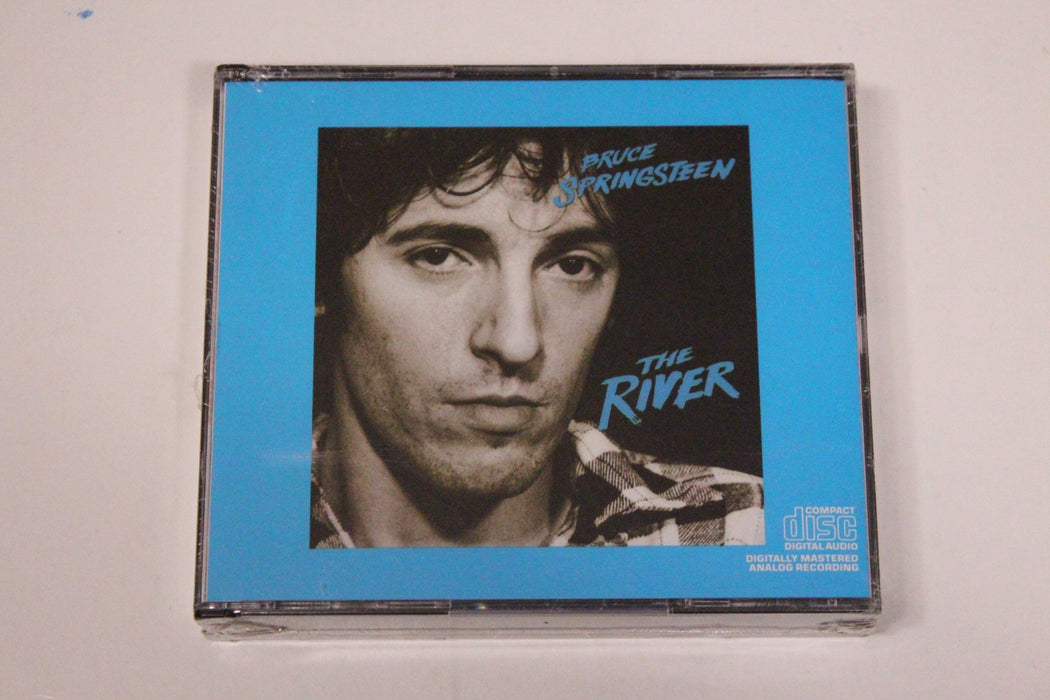 BRUCE
SPRINGSTEEN
THE
RIVER
COMPACT
disc
DIGITAL AUDIO
DIGITALLY MASTERED
ANALOG RECORDING